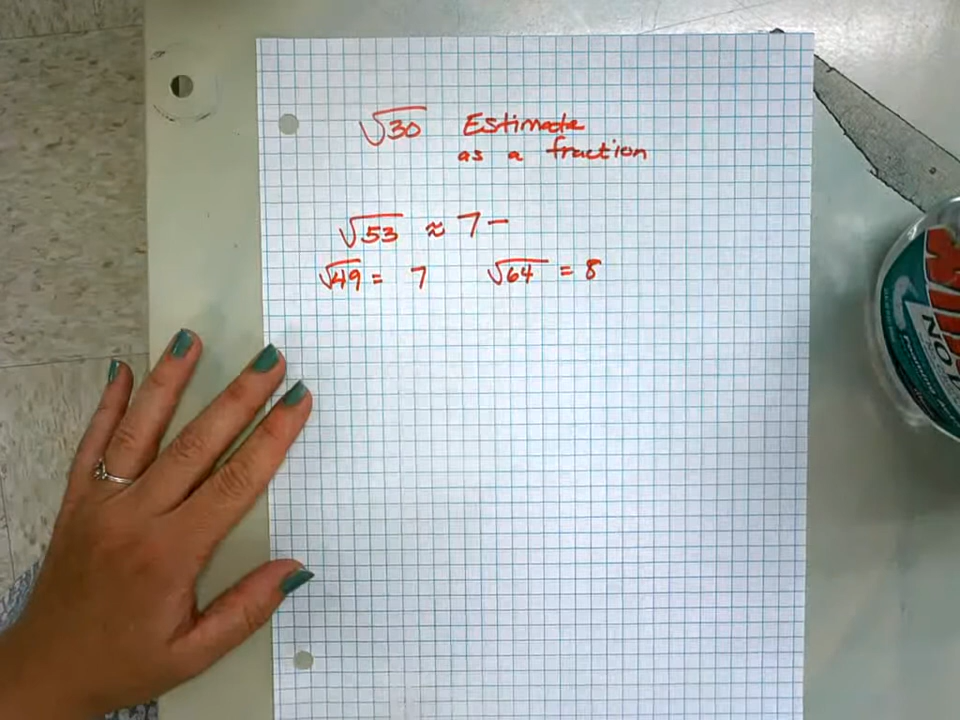 √30 Estimate
as a fraction
√53 ≈ 7 —
√49 = 7 √64 = 8